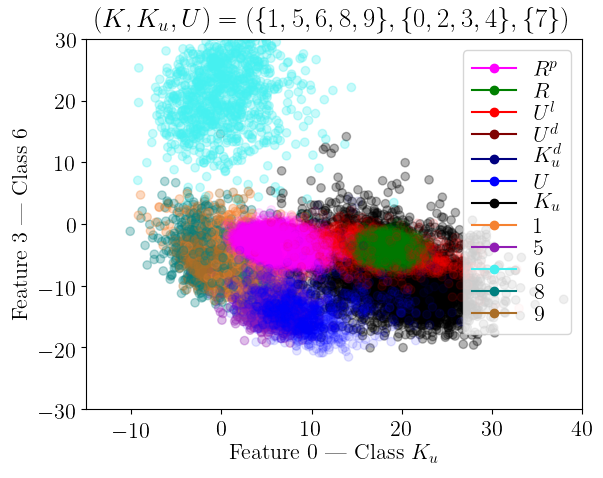 (K, K_u, U) = ({1, 5, 6, 8, 9}, {0, 2, 3, 4}, {7})
30
20
10
0
−10
−20
−30
Feature 3 — Class 6
R^p
R
U^l
U^d
K_u^d
U
K_u
1
5
6
8
9
−10
0
10
20
30
40
Feature 0 — Class K_u